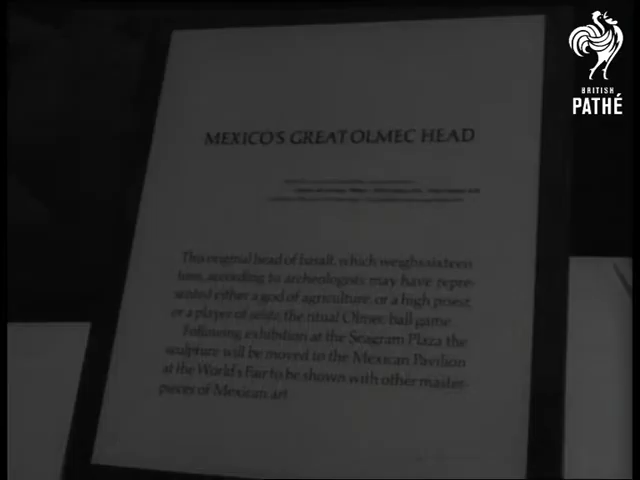 BRITISH
PATHÉ
MEXICO'S GREAT OLMEC HEAD
This original head of basalt, which weighs sixteen
tons, according to archeologists may have repre-
sented either a god of agriculture, or a high priest,
or a player of the ritual Olmec ball game.
Following exhibition at the Seagram Plaza the
sculpture will be moved to the Mexican Pavilion
at the World's Fair to be shown with other master-
pieces of Mexican art